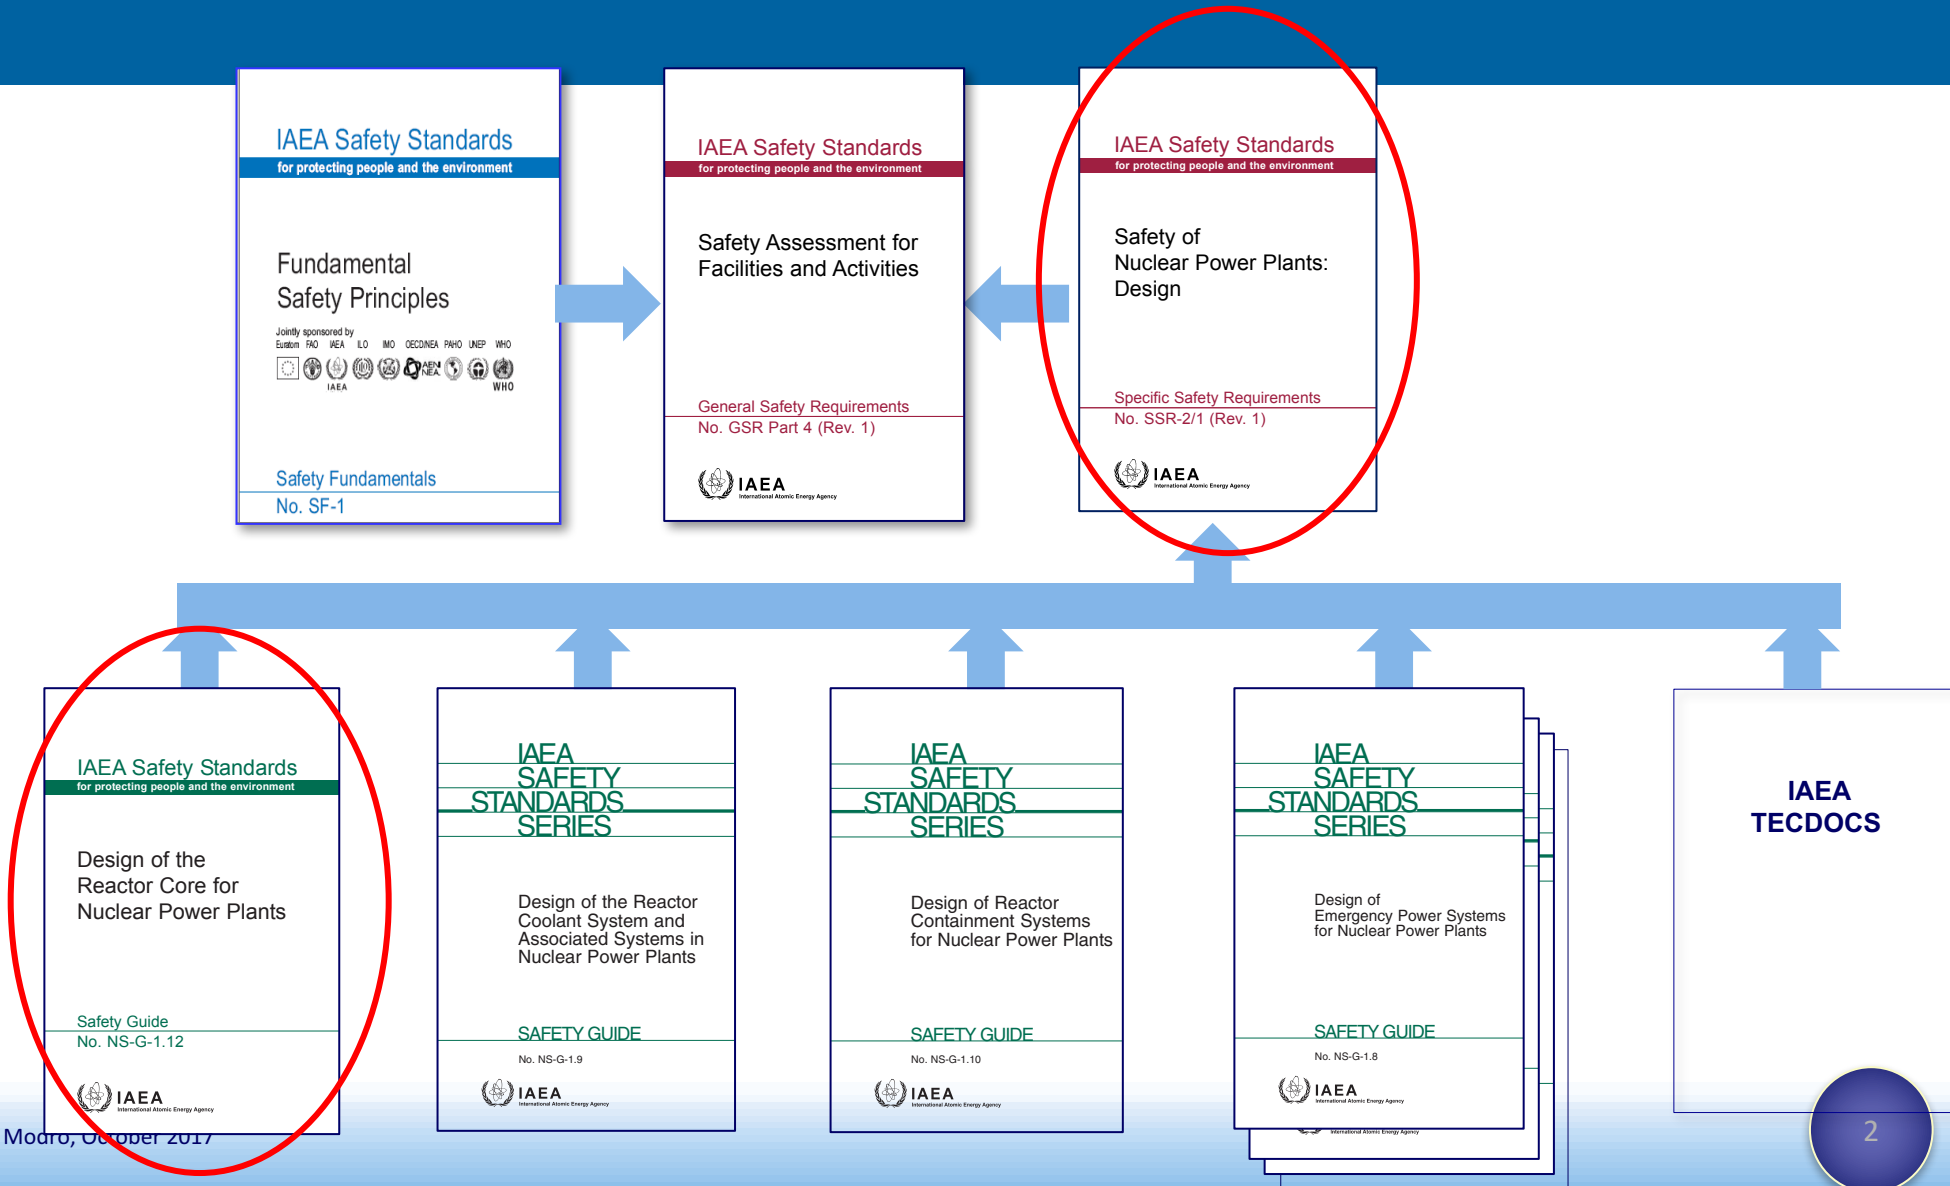 IAEA Safety Standards
for protecting people and the environment
Fundamental
Safety Principles
Jointly sponsored by
Euratom FAO IAEA ILO IMO OECD/NEA PAHO UNEP WHO
IAEA
AEN
NEA
WHO
Safety Fundamentals
No. SF-1
IAEA Safety Standards
for protecting people and the environment
Safety Assessment for
Facilities and Activities
General Safety Requirements
No. GSR Part 4 (Rev. 1)
IAEA
International Atomic Energy Agency
IAEA Safety Standards
for protecting people and the environment
Safety of
Nuclear Power Plants:
Design
Specific Safety Requirements
No. SSR-2/1 (Rev. 1)
IAEA
International Atomic Energy Agency
IAEA Safety Standards
for protecting people and the environment
Design of the
Reactor Core for
Nuclear Power Plants
Safety Guide
No. NS-G-1.12
IAEA
International Atomic Energy Agency
IAEA
SAFETY
STANDARDS
SERIES
Design of the Reactor
Coolant System and
Associated Systems in
Nuclear Power Plants
SAFETY GUIDE
No. NS-G-1.9
IAEA
International Atomic Energy Agency
IAEA
SAFETY
STANDARDS
SERIES
Design of Reactor
Containment Systems
for Nuclear Power Plants
SAFETY GUIDE
No. NS-G-1.10
IAEA
International Atomic Energy Agency
IAEA
SAFETY
STANDARDS
SERIES
Design of
Emergency Power Systems
for Nuclear Power Plants
SAFETY GUIDE
No. NS-G-1.8
IAEA
International Atomic Energy Agency
International Atomic Energy Agency
IAEA
TECDOCS
Modro, October 2017
2